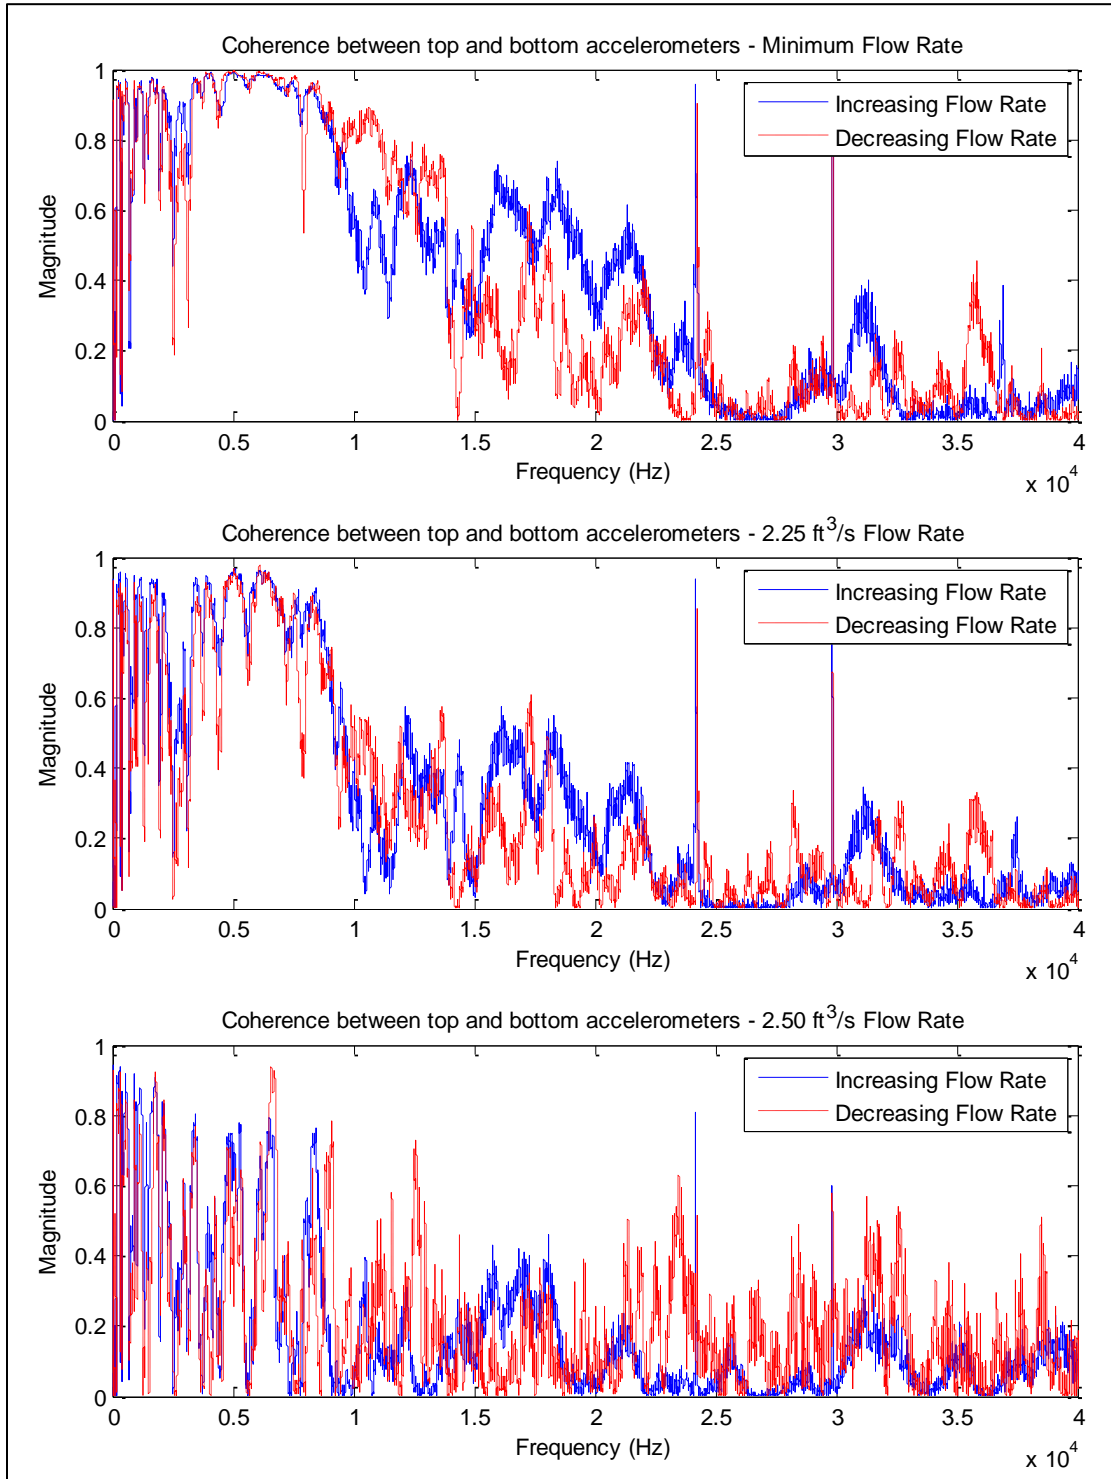 Coherence between top and bottom accelerometers - Minimum Flow Rate
1
0.8
0.6
0.4
0.2
0
Magnitude
Increasing Flow Rate
Decreasing Flow Rate
0 0.5 1 1.5 2 2.5 3 3.5 4
Frequency (Hz)
x 10^4
Coherence between top and bottom accelerometers - 2.25 ft^3/s Flow Rate
1
0.8
0.6
0.4
0.2
0
Magnitude
Increasing Flow Rate
Decreasing Flow Rate
0 0.5 1 1.5 2 2.5 3 3.5 4
Frequency (Hz)
x 10^4
Coherence between top and bottom accelerometers - 2.50 ft^3/s Flow Rate
1
0.8
0.6
0.4
0.2
0
Magnitude
Increasing Flow Rate
Decreasing Flow Rate
0 0.5 1 1.5 2 2.5 3 3.5 4
Frequency (Hz)
x 10^4